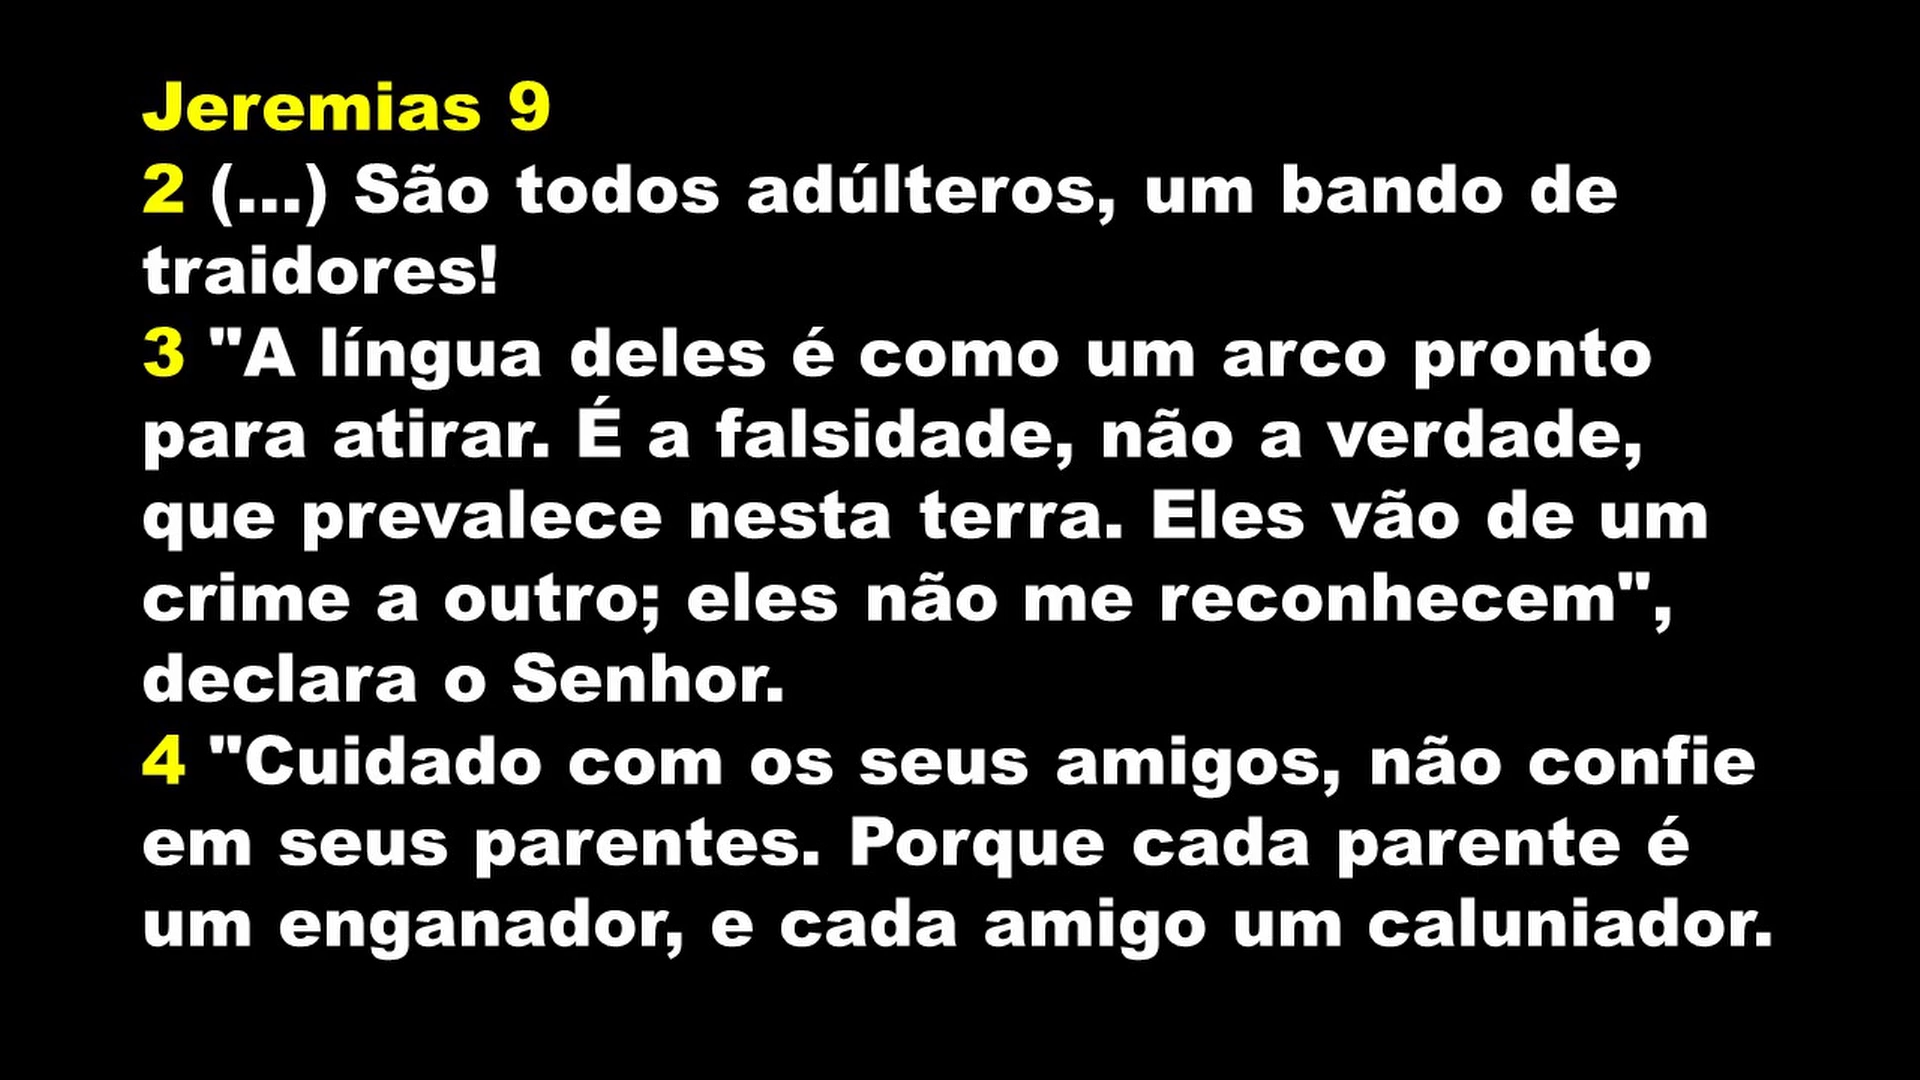 Jeremias 9
2 (...) São todos adúlteros, um bando de
traidores!
3 "A língua deles é como um arco pronto
para atirar. É a falsidade, não a verdade,
que prevalece nesta terra. Eles vão de um
crime a outro; eles não me reconhecem",
declara o Senhor.
4 "Cuidado com os seus amigos, não confie
em seus parentes. Porque cada parente é
um enganador, e cada amigo um caluniador.